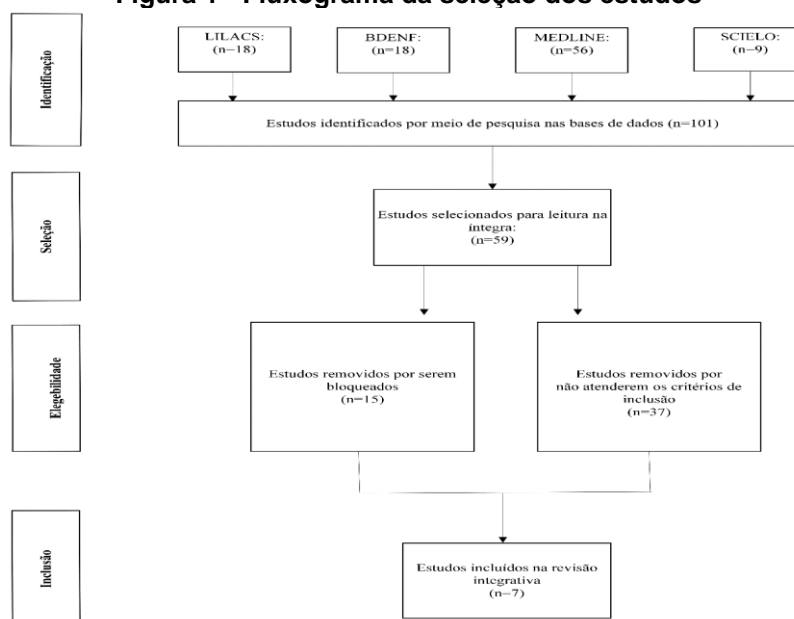 Figura 1 - Fluxograma da seleção dos estudos
LILACS:
(n=18)
BDENF:
(n=18)
MEDLINE:
(n=56)
SCIELO:
(n=9)
Identificação
Estudos identificados por meio de pesquisa nas bases de dados (n=101)
Seleção
Estudos selecionados para leitura na
íntegra:
(n=59)
Elegebilidade
Estudos removidos por serem
bloqueados
(n=15)
Estudos removidos por
não atenderem os critérios de
inclusão
(n=37)
Inclusão
Estudos incluídos na revisão
integrativa
(n=7)